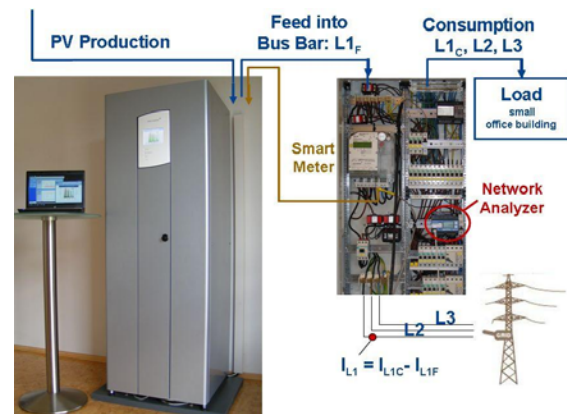 PV Production
Feed into
Bus Bar: L1F
Consumption
L1C, L2, L3
Load
small
office building
Smart
Meter
Network
Analyzer
L3
L2
IL1 = IL1C- IL1F